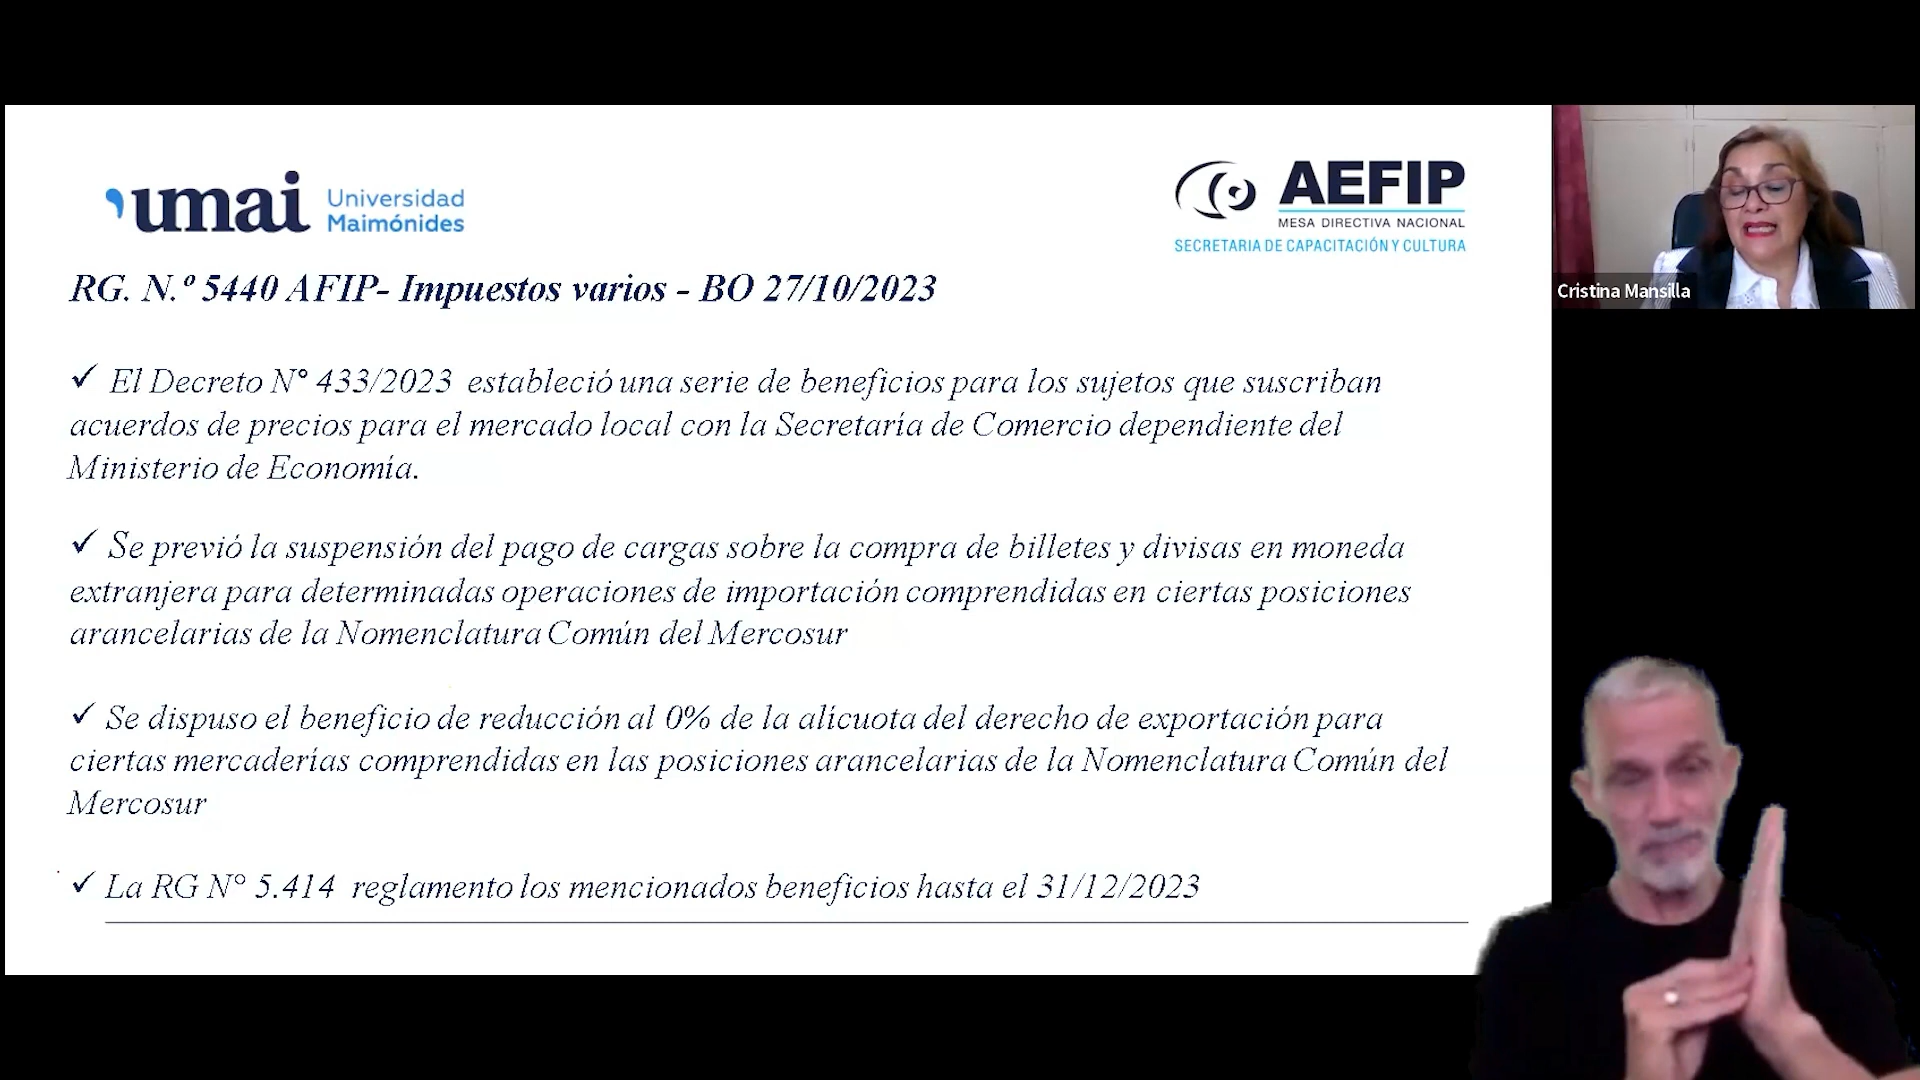 umai Universidad
Maimónides
AEFIP
MESA DIRECTIVA NACIONAL
SECRETARIA DE CAPACITACIÓN Y CULTURA
RG. N.º 5440 AFIP- Impuestos varios - BO 27/10/2023
✓ El Decreto N° 433/2023 estableció una serie de beneficios para los sujetos que suscriban
acuerdos de precios para el mercado local con la Secretaría de Comercio dependiente del
Ministerio de Economía.
✓ Se previó la suspensión del pago de cargas sobre la compra de billetes y divisas en moneda
extranjera para determinadas operaciones de importación comprendidas en ciertas posiciones
arancelarias de la Nomenclatura Común del Mercosur
✓ Se dispuso el beneficio de reducción al 0% de la alícuota del derecho de exportación para
ciertas mercaderías comprendidas en las posiciones arancelarias de la Nomenclatura Común del
Mercosur
✓ La RG N° 5.414 reglamento los mencionados beneficios hasta el 31/12/2023
Cristina Mansilla